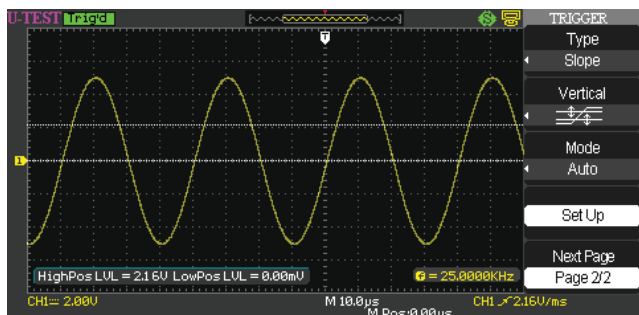 U-TEST Trig'd
T
TRIGGER
Type
Slope
Vertical
Mode
Auto
Set Up
Next Page
Page 2/2
1
HighPos LVL = 2.16V LowPos LVL = 0.00mV
= 25.0000KHz
CH1 2.00V
M 10.0μs
CH1 2.16V/ms
M Pos:0.00μs